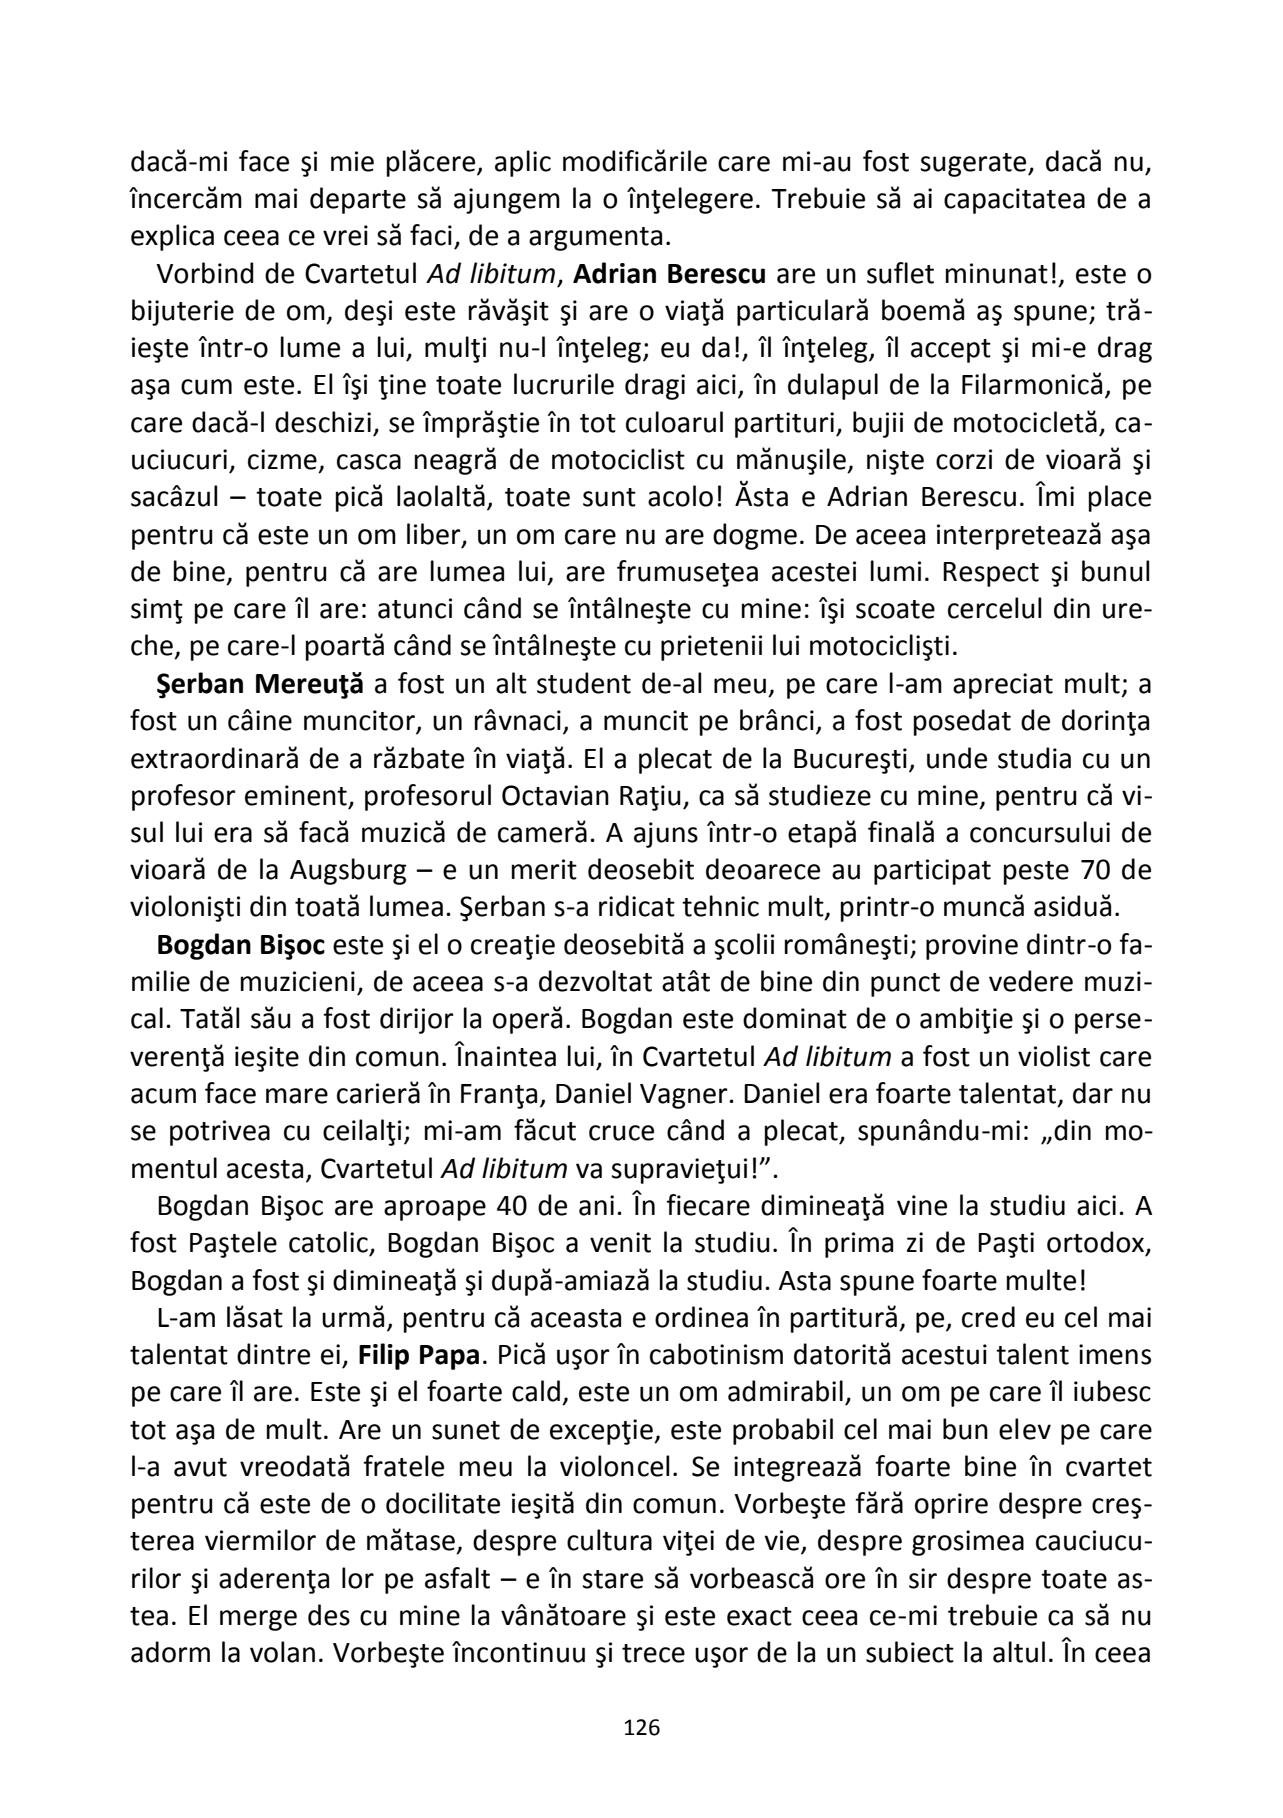 dacă-mi face şi mie plăcere, aplic modificările care mi-au fost sugerate, dacă nu,
încercăm mai departe să ajungem la o înţelegere. Trebuie să ai capacitatea de a
explica ceea ce vrei să faci, de a argumenta.
Vorbind de Cvartetul Ad libitum, Adrian Berescu are un suflet minunat!, este o
bijuterie de om, deşi este răvăşit şi are o viaţă particulară boemă aş spune; tră-
ieşte într-o lume a lui, mulţi nu-l înţeleg; eu da!, îl înţeleg, îl accept şi mi-e drag
aşa cum este. El îşi ţine toate lucrurile dragi aici, în dulapul de la Filarmonică, pe
care dacă-l deschizi, se împrăştie în tot culoarul partituri, bujii de motocicletă, ca-
uciucuri, cizme, casca neagră de motociclist cu mănuşile, nişte corzi de vioară şi
sacâzul – toate pică laolaltă, toate sunt acolo! Ăsta e Adrian Berescu. Îmi place
pentru că este un om liber, un om care nu are dogme. De aceea interpretează aşa
de bine, pentru că are lumea lui, are frumuseţea acestei lumi. Respect şi bunul
simţ pe care îl are: atunci când se întâlneşte cu mine: îşi scoate cercelul din ure-
che, pe care-l poartă când se întâlneşte cu prietenii lui motociclişti.
Şerban Mereuţă a fost un alt student de-al meu, pe care l-am apreciat mult; a
fost un câine muncitor, un râvnaci, a muncit pe brânci, a fost posedat de dorinţa
extraordinară de a răzbate în viaţă. El a plecat de la Bucureşti, unde studia cu un
profesor eminent, profesorul Octavian Raţiu, ca să studieze cu mine, pentru că vi-
sul lui era să facă muzică de cameră. A ajuns într-o etapă finală a concursului de
vioară de la Augsburg – e un merit deosebit deoarece au participat peste 70 de
violonişti din toată lumea. Şerban s-a ridicat tehnic mult, printr-o muncă asiduă.
Bogdan Bişoc este şi el o creaţie deosebită a şcolii româneşti; provine dintr-o fa-
milie de muzicieni, de aceea s-a dezvoltat atât de bine din punct de vedere muzi-
cal. Tatăl său a fost dirijor la operă. Bogdan este dominat de o ambiţie şi o perse-
verenţă ieşite din comun. Înaintea lui, în Cvartetul Ad libitum a fost un violist care
acum face mare carieră în Franţa, Daniel Vagner. Daniel era foarte talentat, dar nu
se potrivea cu ceilalţi; mi-am făcut cruce când a plecat, spunându-mi: „din mo-
mentul acesta, Cvartetul Ad libitum va supravieţui!”.
Bogdan Bişoc are aproape 40 de ani. În fiecare dimineaţă vine la studiu aici. A
fost Paştele catolic, Bogdan Bişoc a venit la studiu. În prima zi de Paşti ortodox,
Bogdan a fost şi dimineaţă şi după-amiază la studiu. Asta spune foarte multe!
L-am lăsat la urmă, pentru că aceasta e ordinea în partitură, pe, cred eu cel mai
talentat dintre ei, Filip Papa. Pică uşor în cabotinism datorită acestui talent imens
pe care îl are. Este şi el foarte cald, este un om admirabil, un om pe care îl iubesc
tot aşa de mult. Are un sunet de excepţie, este probabil cel mai bun elev pe care
l-a avut vreodată fratele meu la violoncel. Se integrează foarte bine în cvartet
pentru că este de o docilitate ieşită din comun. Vorbeşte fără oprire despre creş-
terea viermilor de mătase, despre cultura viţei de vie, despre grosimea cauciucu-
rilor şi aderenţa lor pe asfalt – e în stare să vorbească ore în sir despre toate as-
tea. El merge des cu mine la vânătoare şi este exact ceea ce-mi trebuie ca să nu
adorm la volan. Vorbeşte încontinuu şi trece uşor de la un subiect la altul. În ceea
126